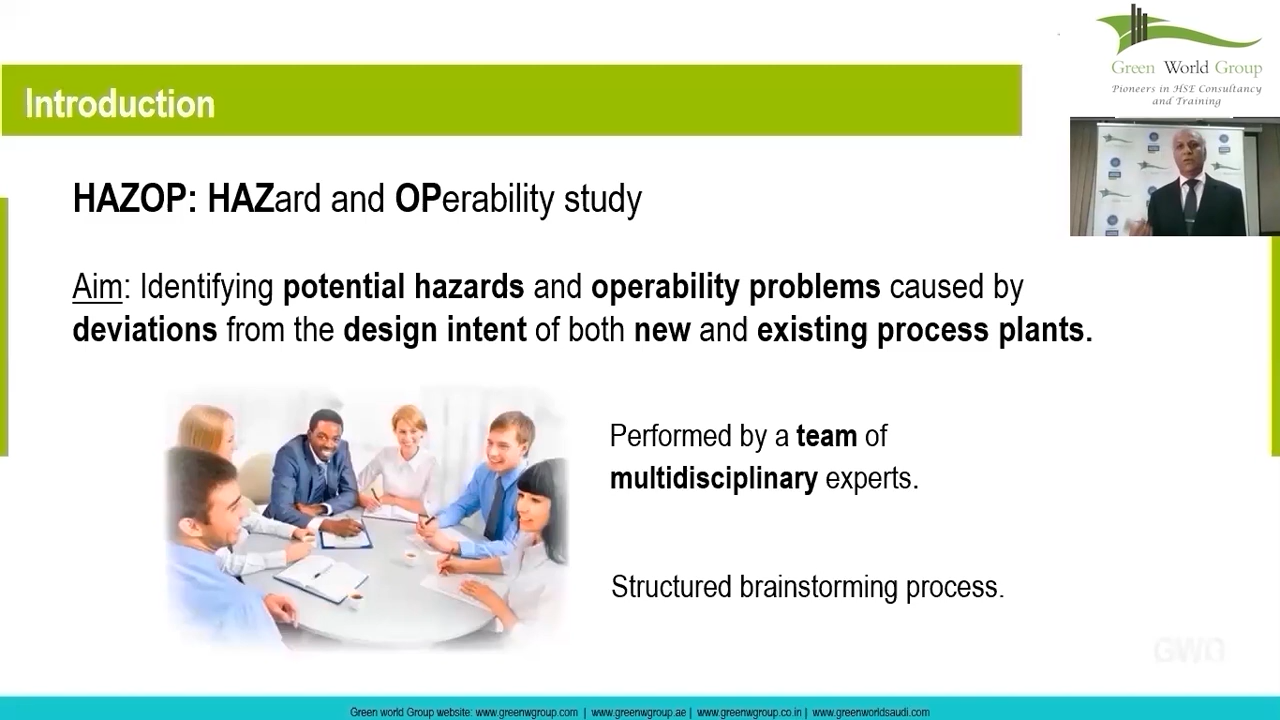 Green World Group
Pioneers in HSE Consultancy
and Training
Introduction
HAZOP: HAZard and OPerability study
Aim: Identifying potential hazards and operability problems caused by
deviations from the design intent of both new and existing process plants.
Performed by a team of
multidisciplinary experts.
Structured brainstorming process.
GWG
Green world Group website: www.greenwgroup.com | www.greenwgroup.ae | www.greenwgroup.co.in | www.greenworldsaudi.com